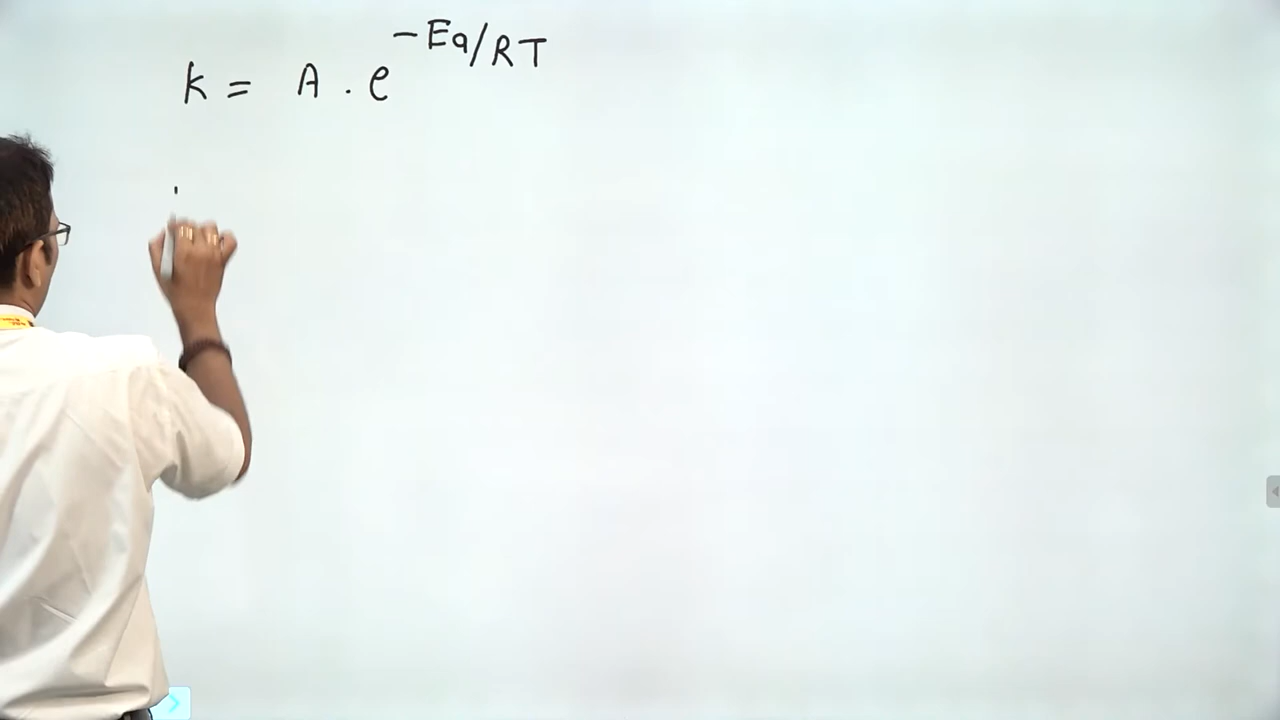 k = A . e^{-Ea/RT}